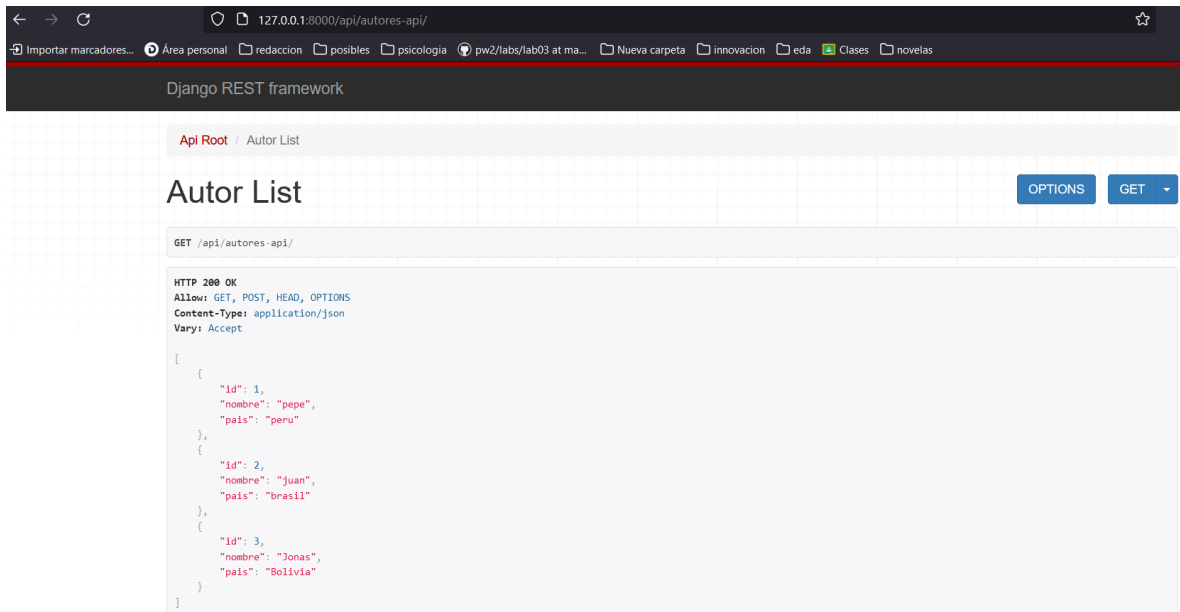 127.0.0.1:8000/api/autores-api/
Importar marcadores... Área personal redaccion posibles psicologia pw2/labs/lab03 at ma... Nueva carpeta innovacion eda Clases novelas
Django REST framework
Api Root / Autor List
Autor List
OPTIONS GET
GET /api/autores-api/
HTTP 200 OK
Allow: GET, POST, HEAD, OPTIONS
Content-Type: application/json
Vary: Accept
[
{
"id": 1,
"nombre": "pepe",
"pais": "peru"
},
{
"id": 2,
"nombre": "juan",
"pais": "brasil"
},
{
"id": 3,
"nombre": "Jonas",
"pais": "Bolivia"
}
]